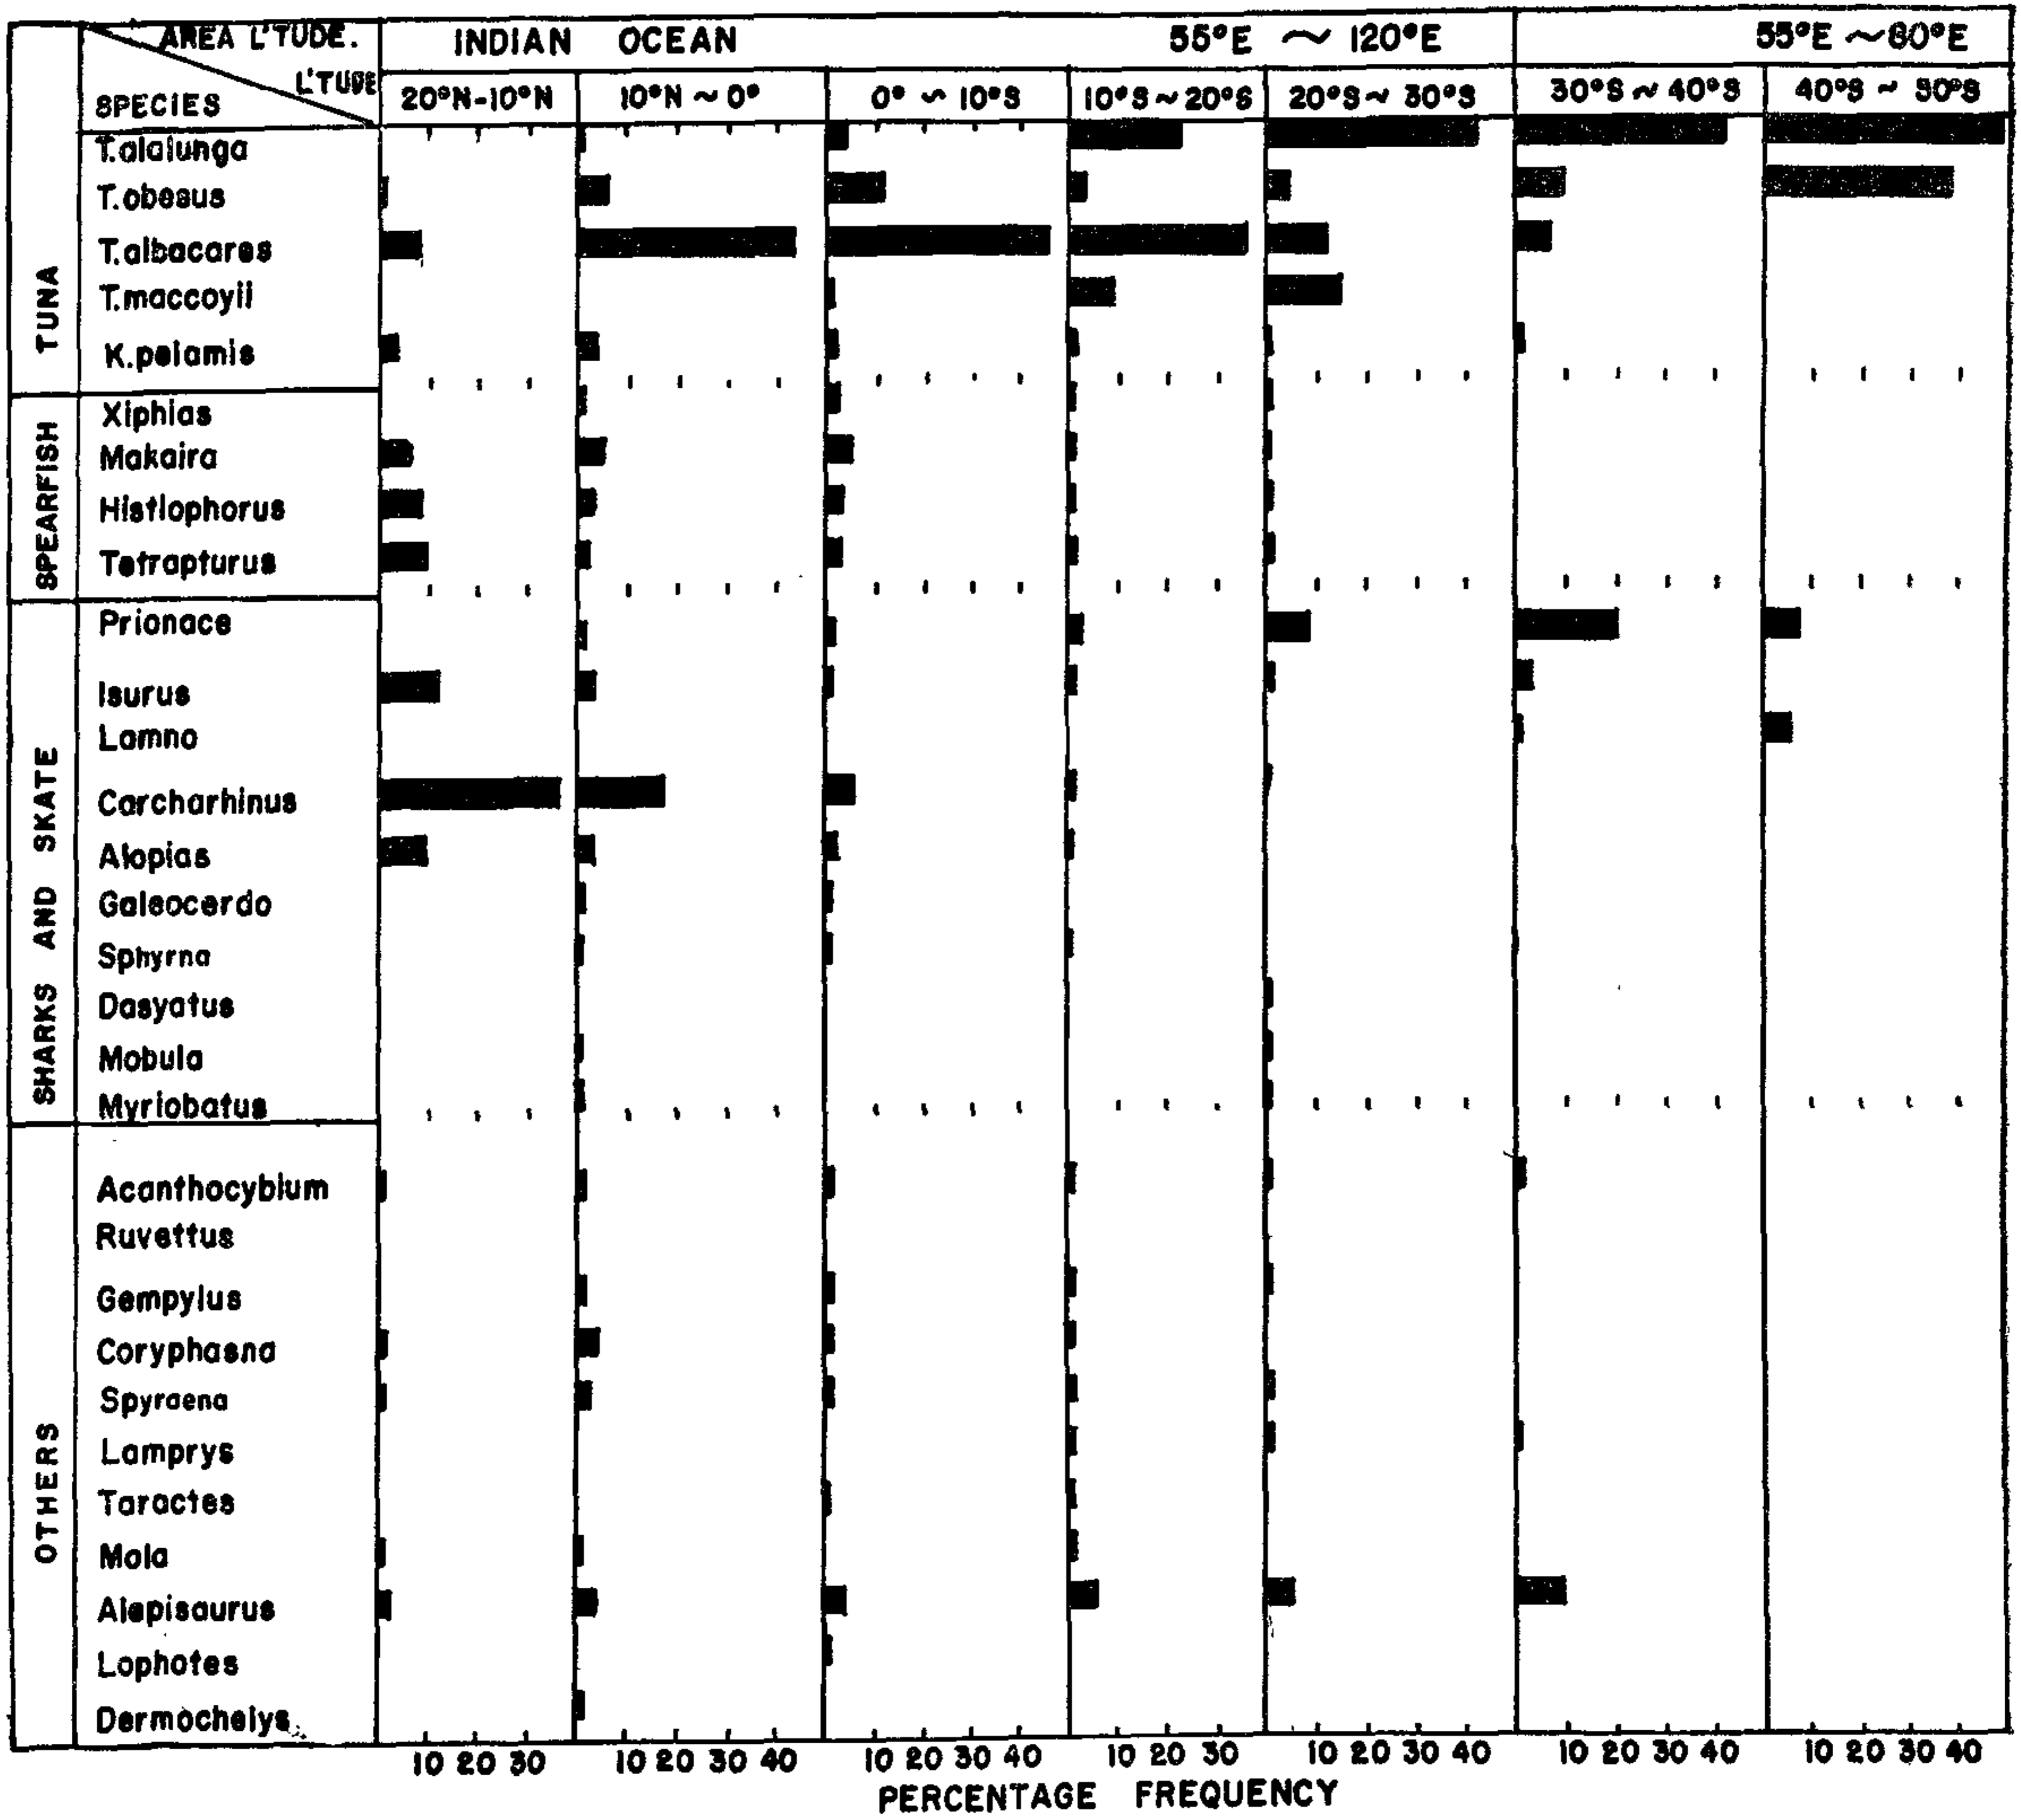 AREA L'TUDE.
INDIAN OCEAN 55°E ~ 120°E
55°E ~ 80°E
L'TUDE
SPECIES
20°N-10°N
10°N ~ 0°
0° ~ 10°S
10°S ~ 20°S
20°S ~ 30°S
30°S ~ 40°S
40°S ~ 50°S
TUNA
T.alalunga
T.obesus
T.albacares
T.maccoyii
K.pelamis
SPEARFISH
Xiphias
Makaira
Histiophorus
Tetrapturus
SHARKS AND SKATE
Prionace
Isurus
Lamno
Carcharhinus
Alopias
Galeocerdo
Sphyrna
Dasyatus
Mobula
Myriobatus
OTHERS
Acanthocybium
Ruvettus
Gempylus
Coryphaena
Spyraena
Lamprys
Taractes
Mola
Alepisaurus
Lophotes
Dermochelys
10 20 30 10 20 30 40 10 20 30 40 10 20 30 10 20 30 40 10 20 30 40 10 20 30 40
PERCENTAGE FREQUENCY